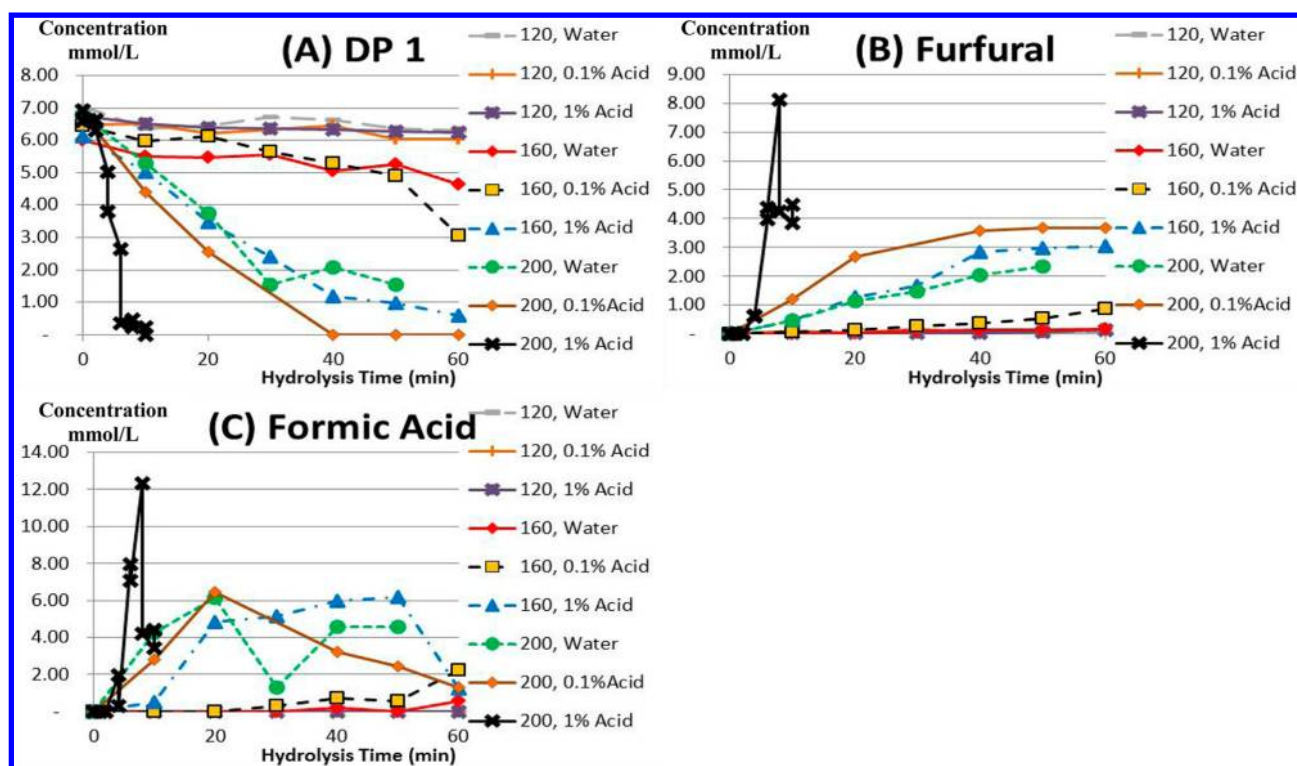 Concentration
mmol/L
(A) DP 1
8.00
7.00
6.00
5.00
4.00
3.00
2.00
1.00
-
0
20
40
60
Hydrolysis Time (min)
120, Water
120, 0.1% Acid
120, 1% Acid
160, Water
160, 0.1% Acid
160, 1% Acid
200, Water
200, 0.1%Acid
200, 1% Acid
Concentration
mmol/L
(B) Furfural
9.00
8.00
7.00
6.00
5.00
4.00
3.00
2.00
1.00
-
0
10
20
30
40
50
60
Hydrolysis Time (min)
120, Water
120, 0.1% Acid
120, 1% Acid
160, Water
160, 0.1% Acid
160, 1% Acid
200, Water
200, 0.1% Acid
200, 1% Acid
Concentration
mmol/L
(C) Formic Acid
14.00
12.00
10.00
8.00
6.00
4.00
2.00
-
0
20
40
60
Hydrolysis Time (min)
120, Water
120, 0.1% Acid
120, 1% Acid
160, Water
160, 0.1% Acid
160, 1% Acid
200, Water
200, 0.1%Acid
200, 1% Acid